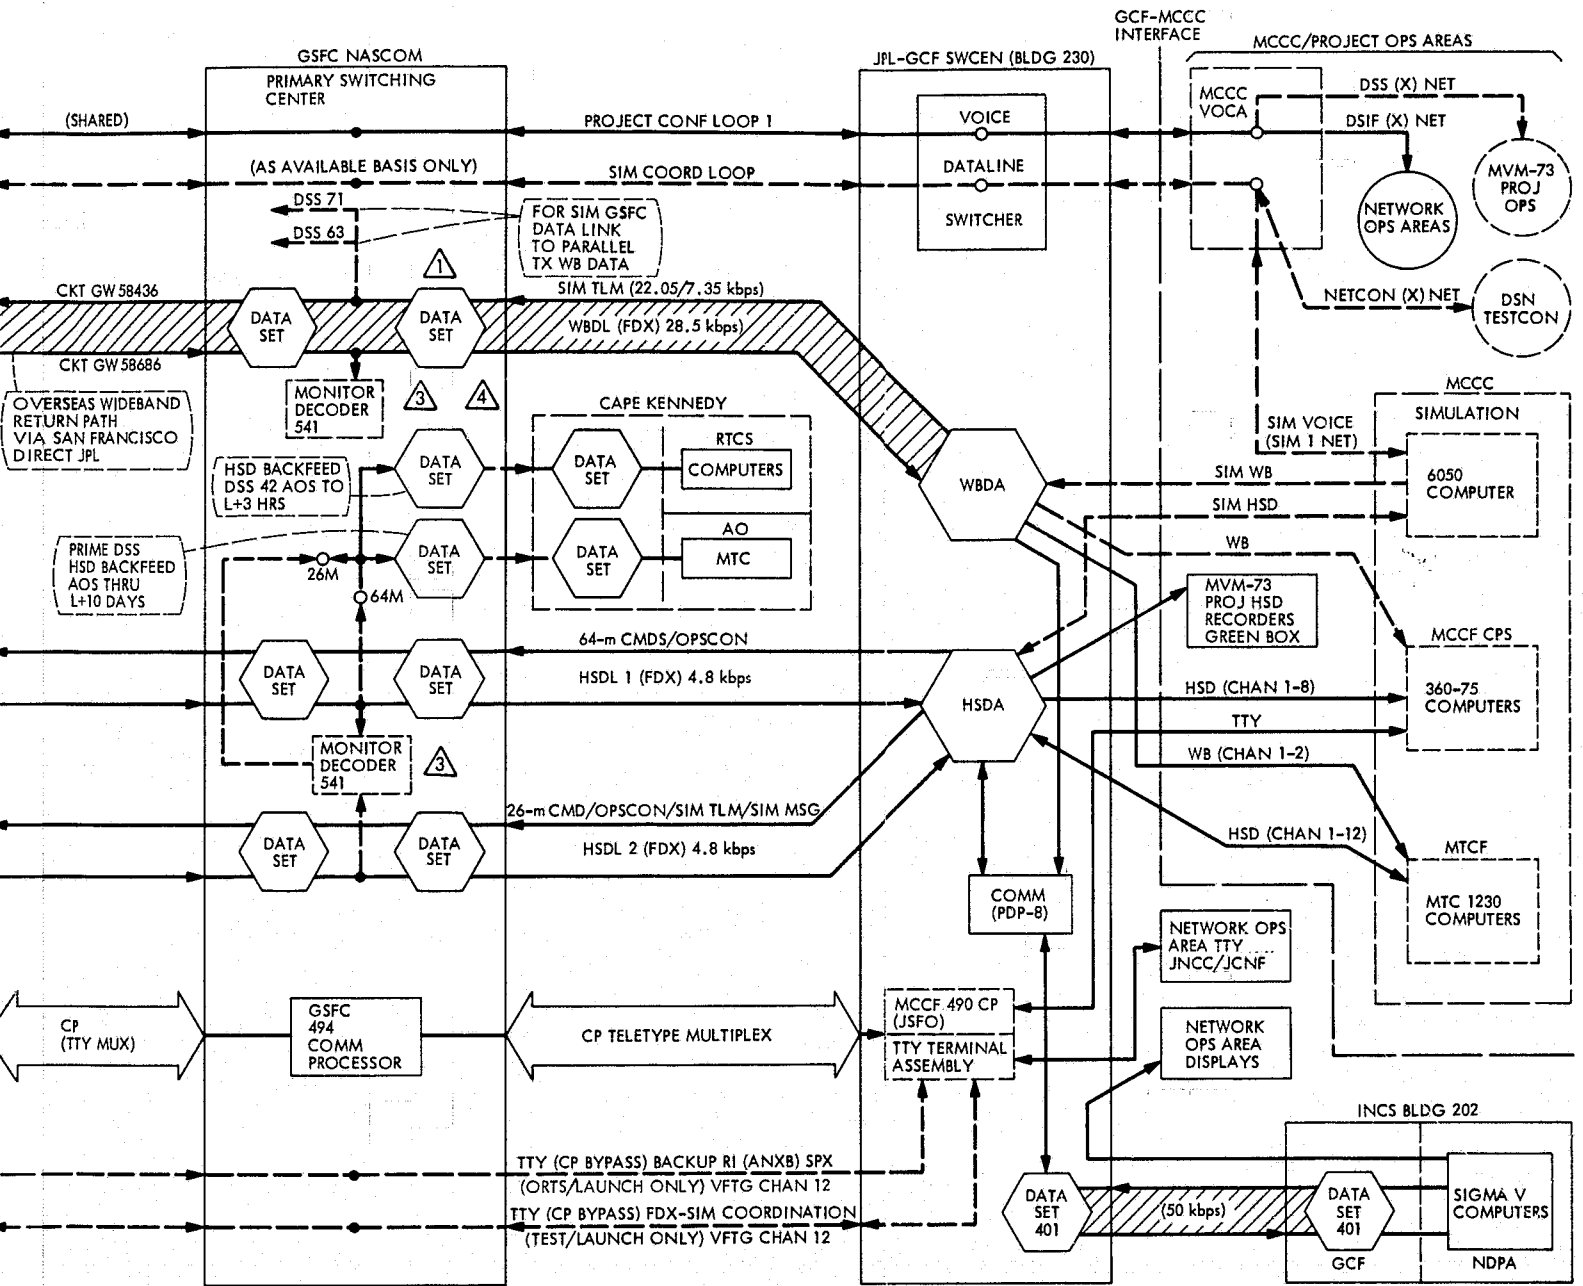 GCF-MCCC
INTERFACE
GSFC NASCOM
JPL-GCF SWCEN (BLDG 230)
MCCC/PROJECT OPS AREAS
PRIMARY SWITCHING
CENTER
MCCC
VOCA
DSS (X) NET
(SHARED)
PROJECT CONF LOOP 1
VOICE
DSIF (X) NET
(AS AVAILABLE BASIS ONLY)
SIM COORD LOOP
DATALINE
SWITCHER
MVM-73
PROJ
OPS
NETWORK
OPS AREAS
DSS 71
DSS 63
FOR SIM GSFC
DATA LINK
TO PARALLEL
TX WB DATA
1
NETCON (X) NET
DSN
TESTCON
CKT GW 58436
SIM TLM (22.05/7.35 kbps)
DATA
SET
DATA
SET
WBDL (FDX) 28.5 kbps)
CKT GW 58686
OVERSEAS WIDEBAND
RETURN PATH
VIA SAN FRANCISCO
DIRECT JPL
MONITOR
DECODER
541
3
4
CAPE KENNEDY
MCCC
SIMULATION
SIM VOICE
(SIM 1 NET)
6050
COMPUTER
HSD BACKFEED
DSS 42 AOS TO
L+3 HRS
DATA
SET
DATA
SET
RTCS
COMPUTERS
WBDA
SIM WB
SIM HSD
WB
PRIME DSS
HSD BACKFEED
AOS THRU
L+10 DAYS
26M
64M
DATA
SET
DATA
SET
AO
MTC
MVM-73
PROJ HSD
RECORDERS
GREEN BOX
64-m CMDS/OPSCON
DATA
SET
DATA
SET
HSDL 1 (FDX) 4.8 kbps
HSDA
MCCF CPS
360-75
COMPUTERS
HSD (CHAN 1-8)
TTY
WB (CHAN 1-2)
MONITOR
DECODER
541
3
26-m CMD/OPSCON/SIM TLM/SIM MSG
DATA
SET
DATA
SET
HSDL 2 (FDX) 4.8 kbps
HSD (CHAN 1-12)
MTCF
MTC 1230
COMPUTERS
COMM
(PDP-8)
NETWORK OPS
AREA TTY
JNCC/JCNF
CP
(TTY MUX)
GSFC
494
COMM
PROCESSOR
CP TELETYPE MULTIPLEX
MCCF 490 CP
(JSFO)
TTY TERMINAL
ASSEMBLY
NETWORK
OPS AREA
DISPLAYS
INCS BLDG 202
TTY (CP BYPASS) BACKUP RI (ANXB) SPX
(ORTS/LAUNCH ONLY) VFTG CHAN 12
TTY (CP BYPASS) FDX-SIM COORDINATION
(TEST/LAUNCH ONLY) VFTG CHAN 12
DATA
SET
401
(50 kbps)
DATA
SET
401
SIGMA V
COMPUTERS
GCF
NDPA